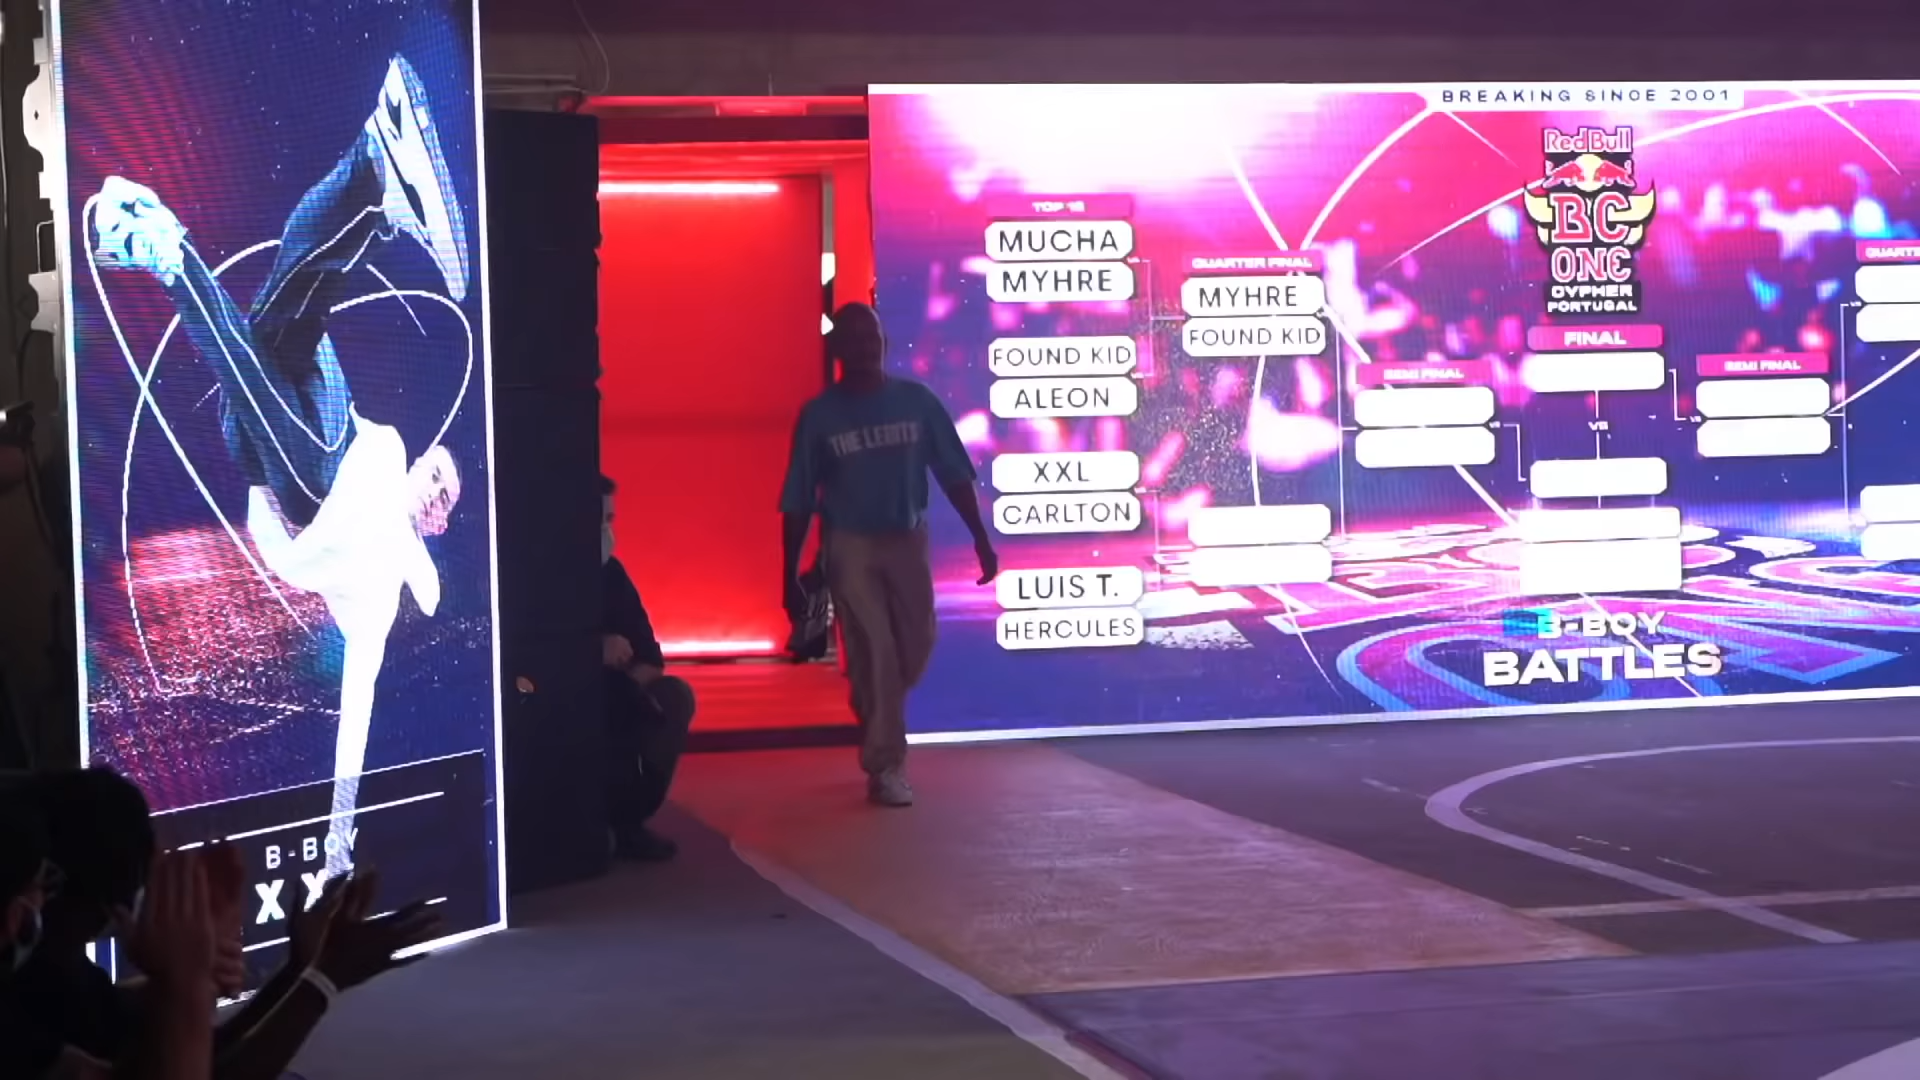 B-BOY
BREAKING SINCE 2001
Red Bull
BC
ONE
CYPHER
PORTUGAL
TOP 16
MUCHA
MYHRE
FOUND KID
ALEON
XXL
CARLTON
LUIS T.
HERCULES
QUARTER FINAL
MYHRE
FOUND KID
SEMI FINAL
FINAL
VS
SEMI FINAL
B-BOY
BATTLES
THE LEGITS